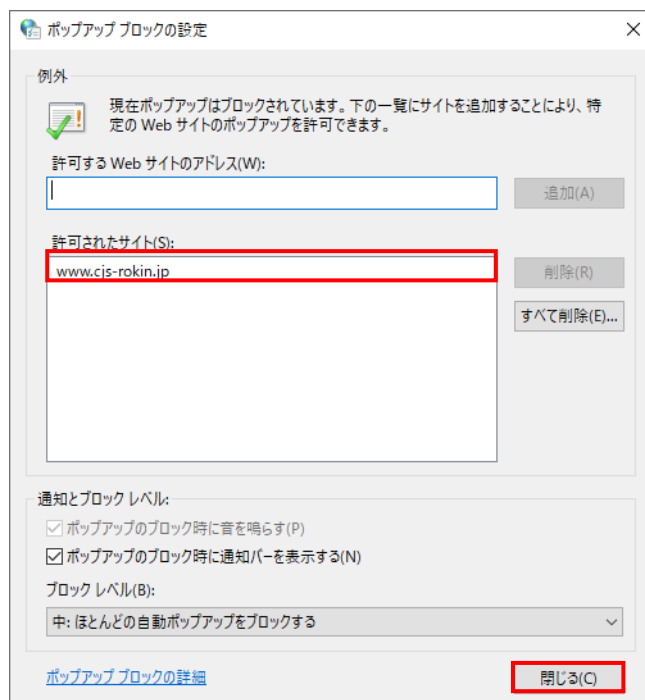 ポップアップ ブロックの設定
例外
現在ポップアップはブロックされています。下の一覧にサイトを追加することにより、特
定の Web サイトのポップアップを許可できます。
許可する Web サイトのアドレス(W):
追加(A)
許可されたサイト(S):
www.cjs-rokin.jp
削除(R)
すべて削除(E)...
通知とブロック レベル:
ポップアップのブロック時に音を鳴らす(P)
ポップアップのブロック時に通知バーを表示する(N)
ブロック レベル(B):
中: ほとんどの自動ポップアップをブロックする
ポップアップ ブロックの詳細
閉じる(C)